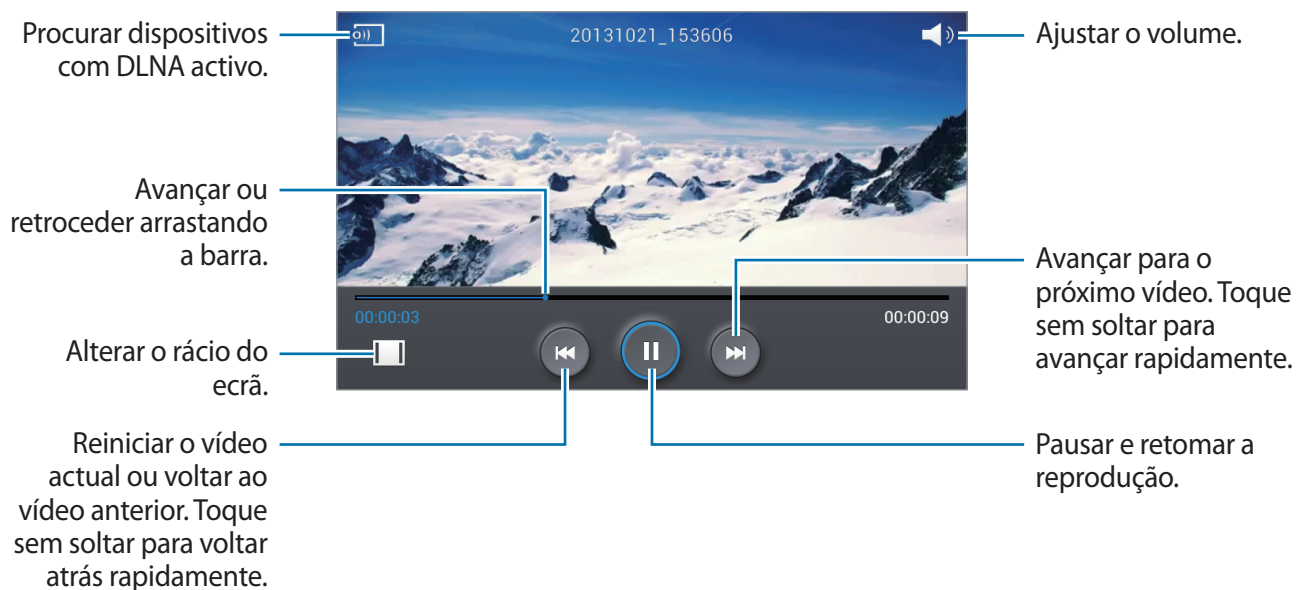 Procurar dispositivos
com DLNA activo.
20131021_153606
Ajustar o volume.
Avançar ou
retroceder arrastando
a barra.
Avançar para o
próximo vídeo. Toque
sem soltar para
avançar rapidamente.
00:00:03
00:00:09
Alterar o rácio do
ecrã.
Reiniciar o vídeo
actual ou voltar ao
vídeo anterior. Toque
sem soltar para voltar
atrás rapidamente.
Pausar e retomar a
reprodução.